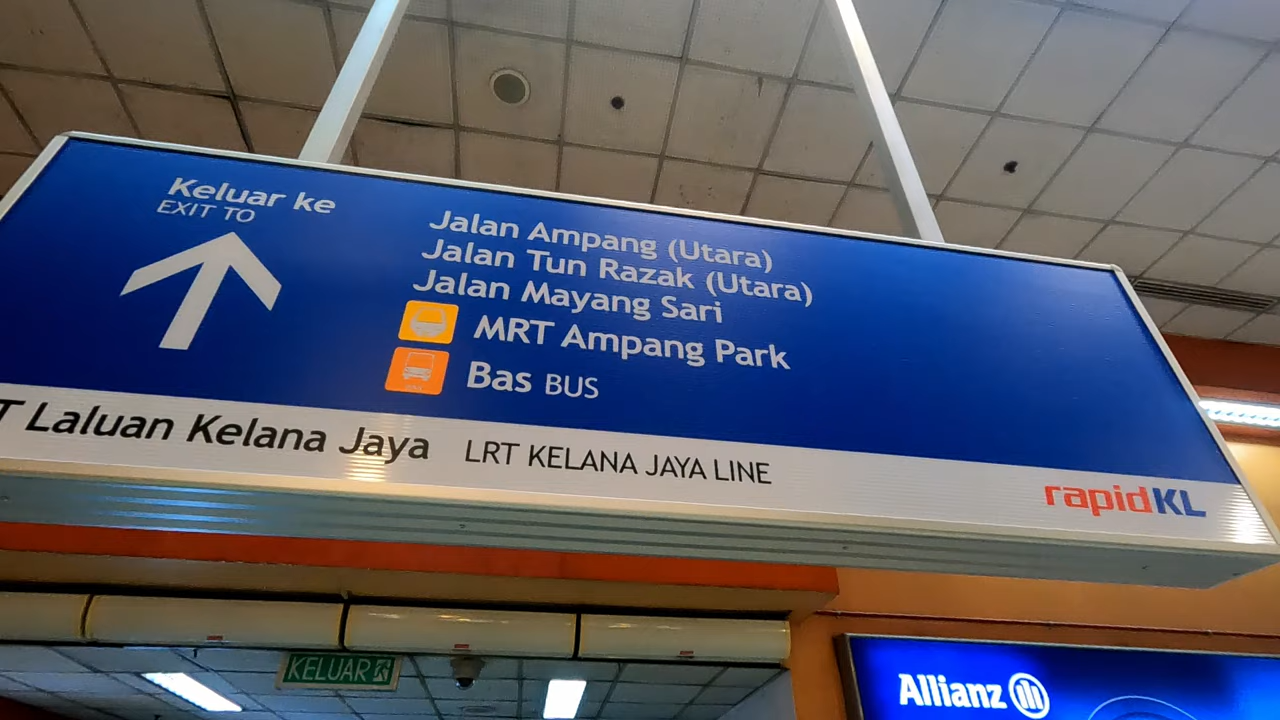 Keluar ke
EXIT TO
Jalan Ampang (Utara)
Jalan Tun Razak (Utara)
Jalan Mayang Sari
MRT Ampang Park
Bas BUS
T Laluan Kelana Jaya LRT KELANA JAYA LINE
rapidKL
KELUAR
Allianz